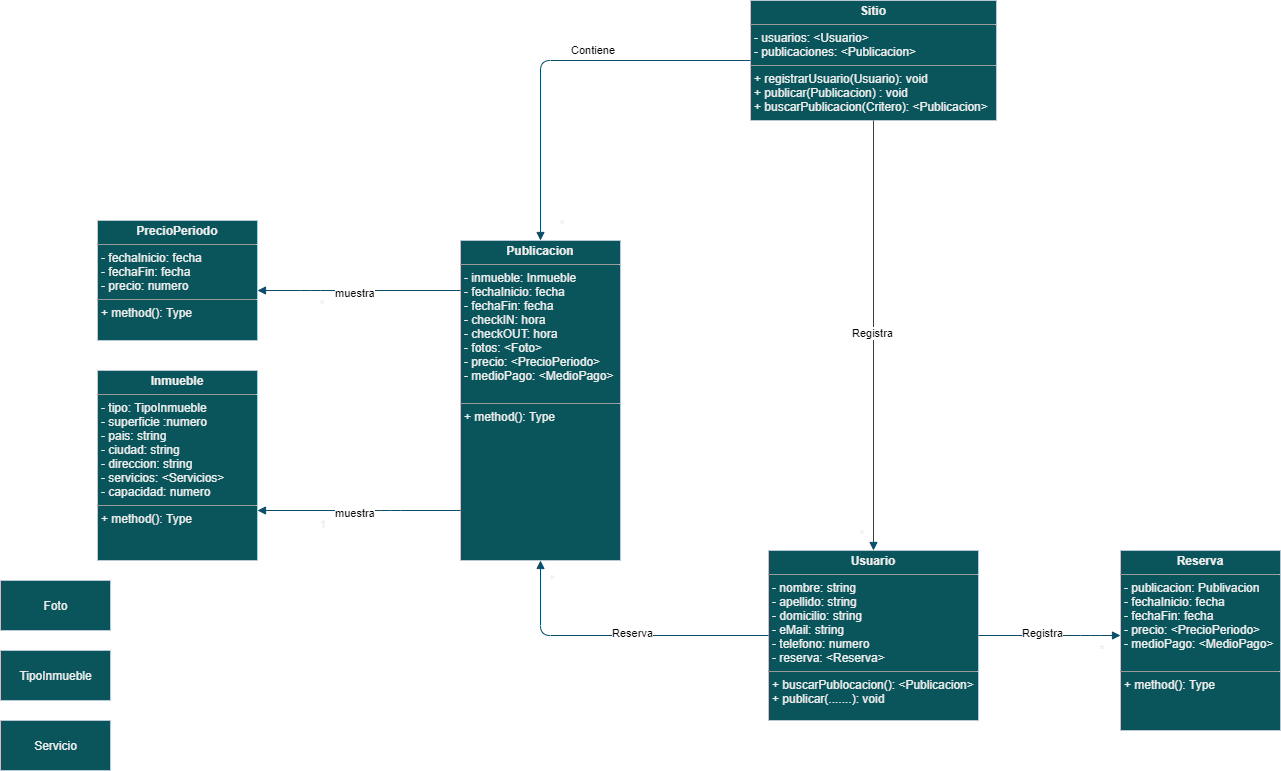 Sitio
- usuarios: <Usuario>
- publicaciones: <Publicacion>
+ registrarUsuario(Usuario): void
+ publicar(Publicacion) : void
+ buscarPublicacion(Critero): <Publicacion>
Contiene
PrecioPeriodo
- fechaInicio: fecha
- fechaFin: fecha
- precio: numero
+ method(): Type
muestra
Publicacion
- inmueble: Inmueble
- fechaInicio: fecha
- fechaFin: fecha
- checkIN: hora
- checkOUT: hora
- fotos: <Foto>
- precio: <PrecioPeriodo>
- medioPago: <MedioPago>
+ method(): Type
Registra
Inmueble
- tipo: TipoInmueble
- superficie :numero
- pais: string
- ciudad: string
- direccion: string
- servicios: <Servicios>
- capacidad: numero
+ method(): Type
muestra
1
Usuario
- nombre: string
- apellido: string
- domicilio: string
- eMail: string
- telefono: numero
- reserva: <Reserva>
+ buscarPublocacion(): <Publicacion>
+ publicar(.......): void
Reserva
Registra
Reserva
- publicacion: Publivacion
- fechaInicio: fecha
- fechaFin: fecha
- precio: <PrecioPeriodo>
- medioPago: <MedioPago>
+ method(): Type
Foto
TipoInmueble
Servicio